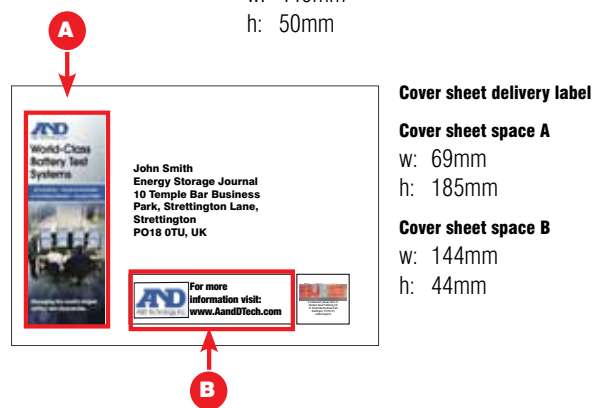 h: 50mm
A
Cover sheet delivery label
Cover sheet space A
w: 69mm
h: 185mm
Cover sheet space B
w: 144mm
h: 44mm
AND
World-Class
Battery Test
Systems
John Smith
Energy Storage Journal
10 Temple Bar Business
Park, Strettington Lane,
Strettington
PO18 0TU, UK
AND
For more
information visit:
www.AandDTech.com
B